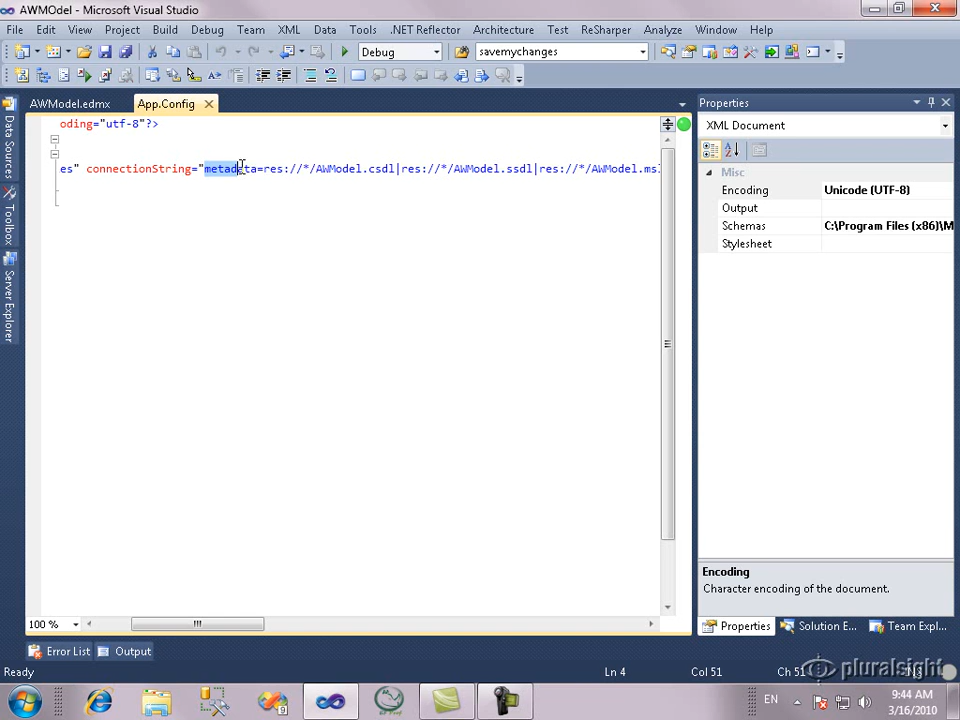 AWMOdel - Microsoft Visual Studio
File Edit View Project Build Debug Team XML Data Tools .NET Reflector Architecture Test ReSharper Analyze Window Help
Debug savemychanges
AWModel.edmx App.Config
Properties
XML Document
Misc
Encoding Unicode (UTF-8)
Output
Schemas C:\Program Files (x86)\M
Stylesheet
Data Sources
Toolbox
Server Explorer
oding="utf-8"?>
es" connectionString="metadata=res://*/AWModel.csdl|res://*/AWModel.ssdl|res://*/AWModel.msl
Encoding
Character encoding of the document.
100 %
Properties Solution E... Team Expl...
Error List Output
Ready Ln 4 Col 51 Ch 51
pluralsight
EN
9:44 AM
3/16/2010